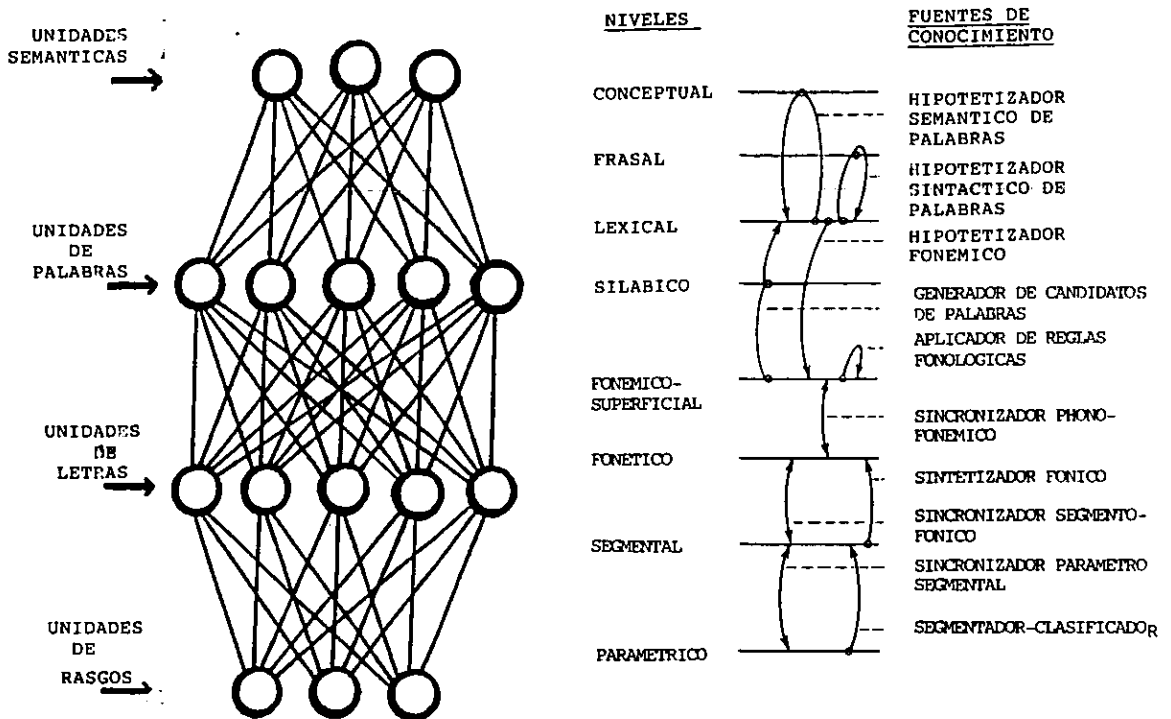 UNIDADES
SEMANTICAS
UNIDADES
DE
PALABRAS
UNIDADES
DE
LETRAS
UNIDADES
DE
RASGOS
NIVELES
CONCEPTUAL
FRASAL
LEXICAL
SILABICO
FONEMICO-
SUPERFICIAL
FONETICO
SEGMENTAL
PARAMETRICO
FUENTES DE
CONOCIMIENTO
HIPOTETIZADOR
SEMANTICO DE
PALABRAS
HIPOTETIZADOR
SINTACTICO DE
PALABRAS
HIPOTETIZADOR
FONEMICO
GENERADOR DE CANDIDATOS
DE PALABRAS
APLICADOR DE REGLAS
FONOLOGICAS
SINCRONIZADOR PHONO-
FONEMICO
SINTETIZADOR FONICO
SINCRONIZADOR SEGMENTO-
FONICO
SINCRONIZADOR PARAMETRO
SEGMENTAL
SEGMENTADOR-CLASIFICADOR